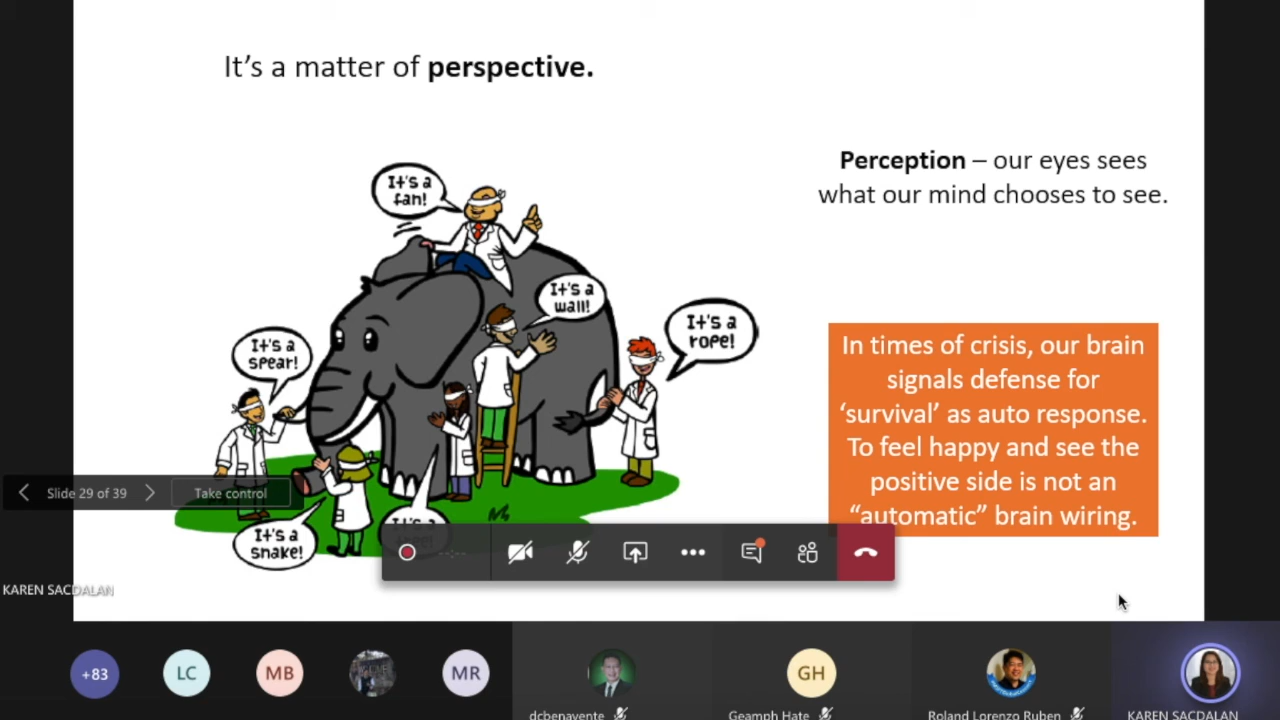 It's a matter of perspective.
Perception – our eyes sees
what our mind chooses to see.
It's a
fan!
It's a
wall!
It's a
rope!
It's a
spear!
It's a
snake!
It's a
In times of crisis, our brain
signals defense for
‘survival’ as auto response.
To feel happy and see the
positive side is not an
“automatic” brain wiring.
Slide 29 of 39
Take control
--:--
KAREN SACDALAN
+83
LC
MB
MR
GH
dcbenavente
Geamph Hate
Roland Lorenzo Ruben
KAREN SACDALAN